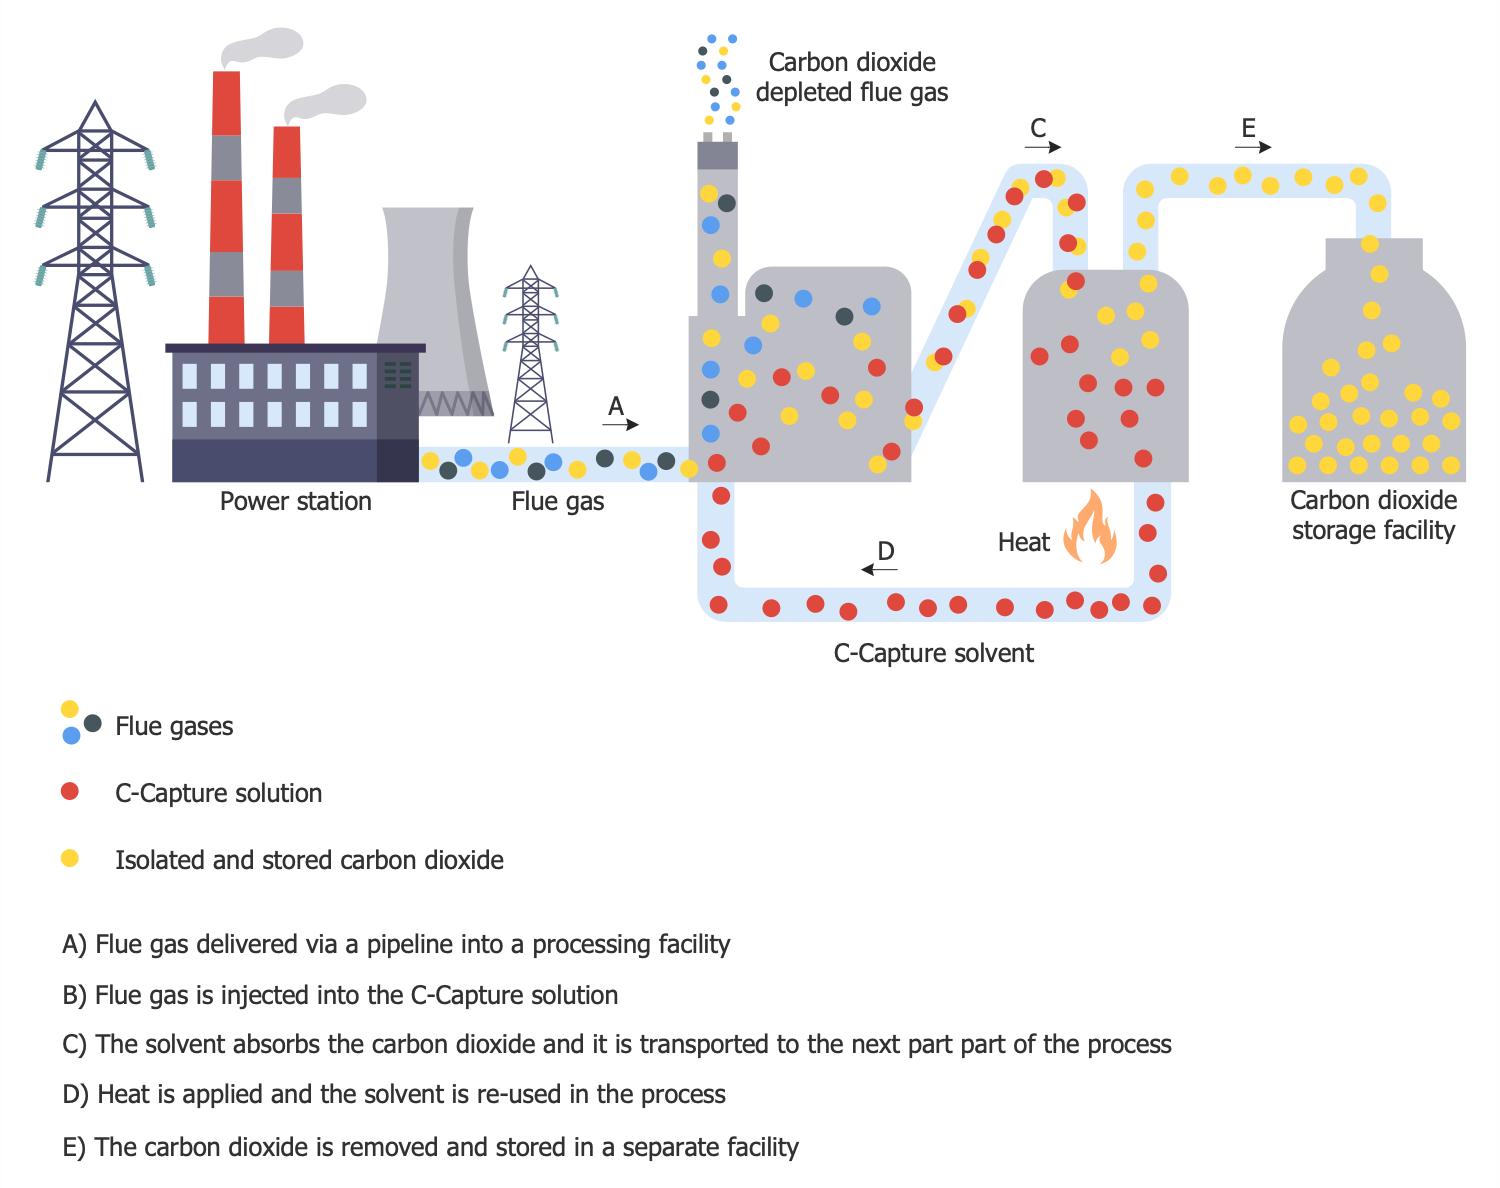 Carbon dioxide
depleted flue gas
C
E
A
Power station
Flue gas
Heat
D
Carbon dioxide
storage facility
C-Capture solvent
Flue gases
C-Capture solution
Isolated and stored carbon dioxide
A) Flue gas delivered via a pipeline into a processing facility
B) Flue gas is injected into the C-Capture solution
C) The solvent absorbs the carbon dioxide and it is transported to the next part part of the process
D) Heat is applied and the solvent is re-used in the process
E) The carbon dioxide is removed and stored in a separate facility